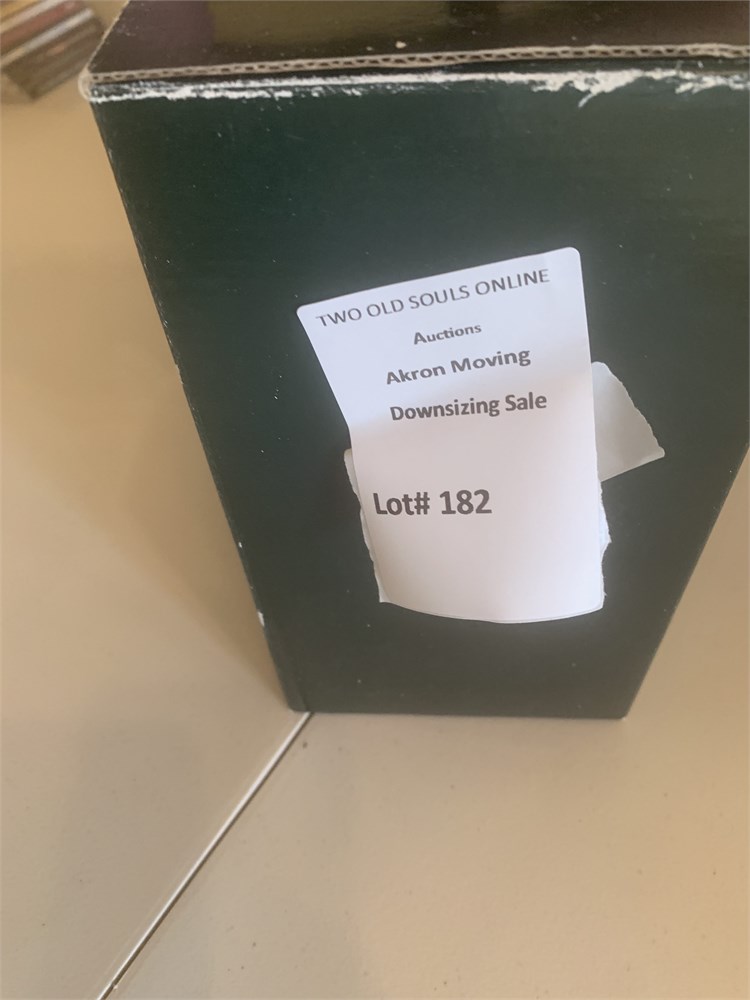 TWO OLD SOULS ONLINE
Auctions
Akron Moving
Downsizing Sale
Lot# 182